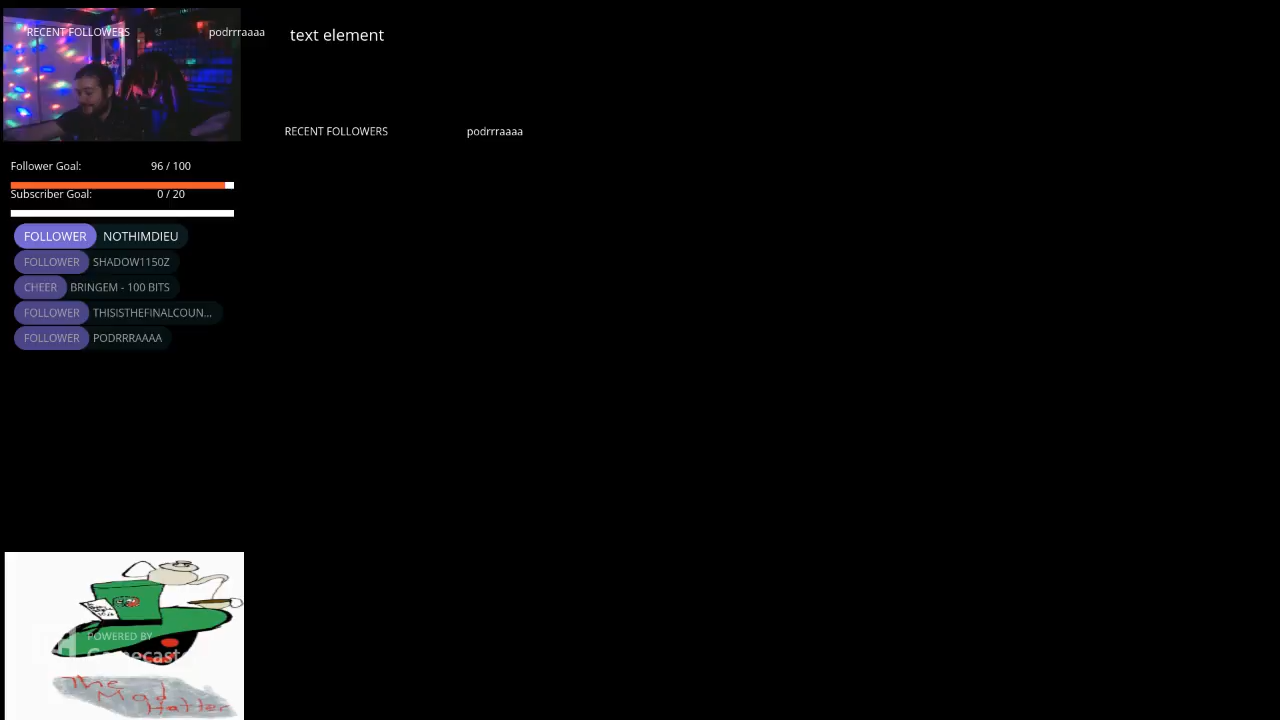 RECENT FOLLOWERS podrrraaaa
text element
RECENT FOLLOWERS podrrraaaa
Follower Goal: 96 / 100
Subscriber Goal: 0 / 20
FOLLOWER NOTHIMDIEU
FOLLOWER SHADOW1150Z
CHEER BRINGEM - 100 BITS
FOLLOWER THISISTHEFINALCOUN...
FOLLOWER PODRRRAAAA
POWERED BY
Gamecaster
The
Mad
Hatter